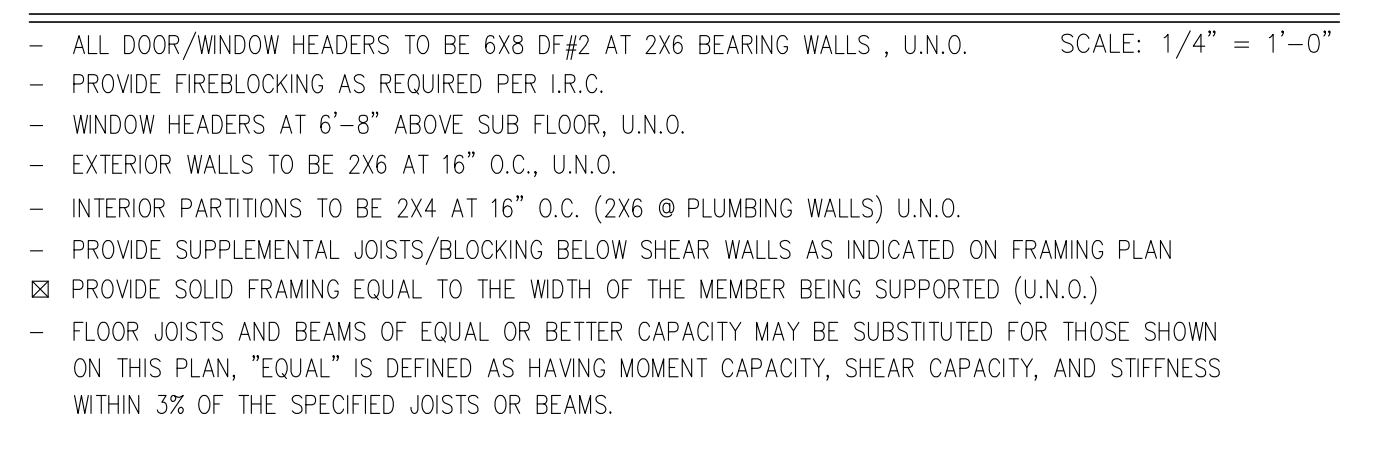 - ALL DOOR/WINDOW HEADERS TO BE 6X8 DF#2 AT 2X6 BEARING WALLS , U.N.O. SCALE: 1/4" = 1'-0"
- PROVIDE FIREBLOCKING AS REQUIRED PER I.R.C.
- WINDOW HEADERS AT 6'-8" ABOVE SUB FLOOR, U.N.O.
- EXTERIOR WALLS TO BE 2X6 AT 16" O.C., U.N.O.
- INTERIOR PARTITIONS TO BE 2X4 AT 16" O.C. (2X6 @ PLUMBING WALLS) U.N.O.
- PROVIDE SUPPLEMENTAL JOISTS/BLOCKING BELOW SHEAR WALLS AS INDICATED ON FRAMING PLAN
☒ PROVIDE SOLID FRAMING EQUAL TO THE WIDTH OF THE MEMBER BEING SUPPORTED (U.N.O.)
- FLOOR JOISTS AND BEAMS OF EQUAL OR BETTER CAPACITY MAY BE SUBSTITUTED FOR THOSE SHOWN
ON THIS PLAN, "EQUAL" IS DEFINED AS HAVING MOMENT CAPACITY, SHEAR CAPACITY, AND STIFFNESS
WITHIN 3% OF THE SPECIFIED JOISTS OR BEAMS.